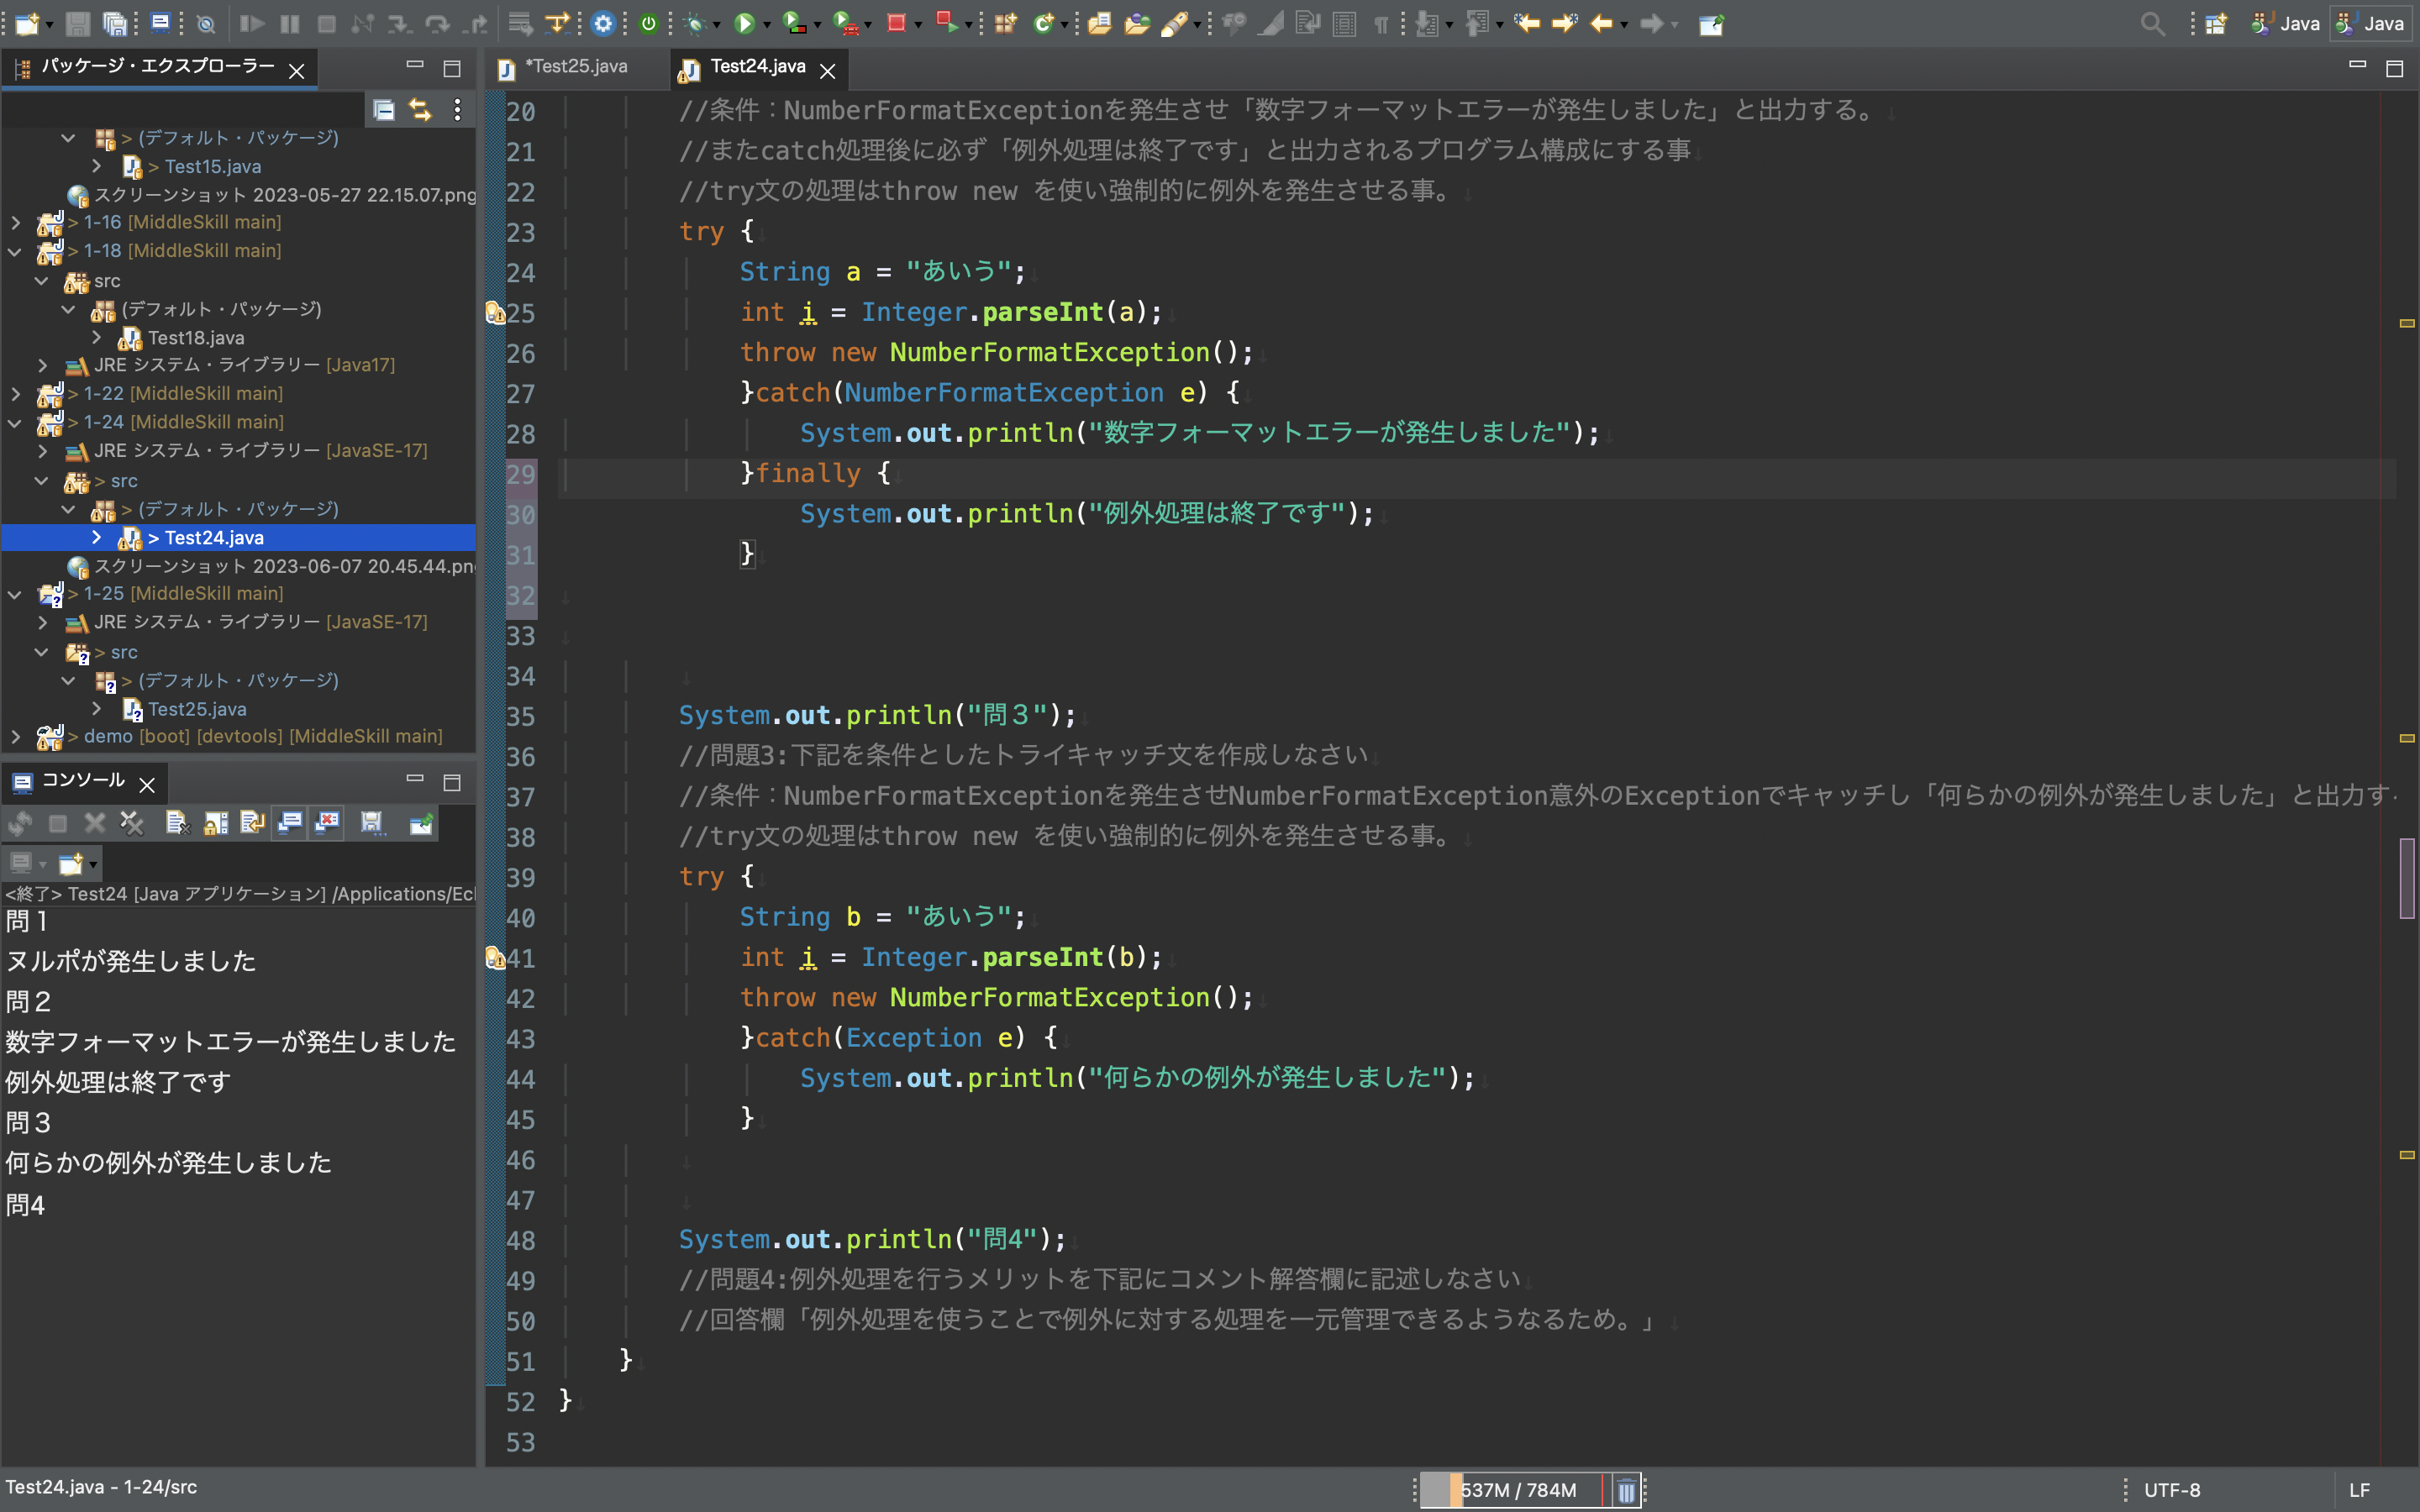 Java
Java
パッケージ・エクスプローラー
> (デフォルト・パッケージ)
> Test15.java
スクリーンショット 2023-05-27 22.15.07.png
> 1-16 [MiddleSkill main]
> 1-18 [MiddleSkill main]
src
(デフォルト・パッケージ)
Test18.java
JRE システム・ライブラリー [Java17]
> 1-22 [MiddleSkill main]
> 1-24 [MiddleSkill main]
JRE システム・ライブラリー [JavaSE-17]
> src
> (デフォルト・パッケージ)
> Test24.java
スクリーンショット 2023-06-07 20.45.44.pn
> 1-25 [MiddleSkill main]
JRE システム・ライブラリー [JavaSE-17]
> src
> (デフォルト・パッケージ)
Test25.java
> demo [boot] [devtools] [MiddleSkill main]
コンソール
<終了> Test24 [Java アプリケーション] /Applications/Ecl
問１
ヌルポが発生しました
問２
数字フォーマットエラーが発生しました
例外処理は終了です
問３
何らかの例外が発生しました
問4
*Test25.java
Test24.java
20 //条件：NumberFormatExceptionを発生させ「数字フォーマットエラーが発生しました」と出力する。
21 //またcatch処理後に必ず「例外処理は終了です」と出力されるプログラム構成にする事
22 //try文の処理はthrow new を使い強制的に例外を発生させる事。
23 try {
24 String a = "あいう";
25 int i = Integer.parseInt(a);
26 throw new NumberFormatException();
27 }catch(NumberFormatException e) {
28 System.out.println("数字フォーマットエラーが発生しました");
29 }finally {
30 System.out.println("例外処理は終了です");
31 }
32
33
34
35 System.out.println("問３");
36 //問題3:下記を条件としたトライキャッチ文を作成しなさい
37 //条件：NumberFormatExceptionを発生させNumberFormatException意外のExceptionでキャッチし「何らかの例外が発生しました」と出力す
38 //try文の処理はthrow new を使い強制的に例外を発生させる事。
39 try {
40 String b = "あいう";
41 int i = Integer.parseInt(b);
42 throw new NumberFormatException();
43 }catch(Exception e) {
44 System.out.println("何らかの例外が発生しました");
45 }
46
47
48 System.out.println("問4");
49 //問題4:例外処理を行うメリットを下記にコメント解答欄に記述しなさい
50 //回答欄「例外処理を使うことで例外に対する処理を一元管理できるようなるため。」
51 }
52 }
53
Test24.java - 1-24/src
537M / 784M
UTF-8
LF